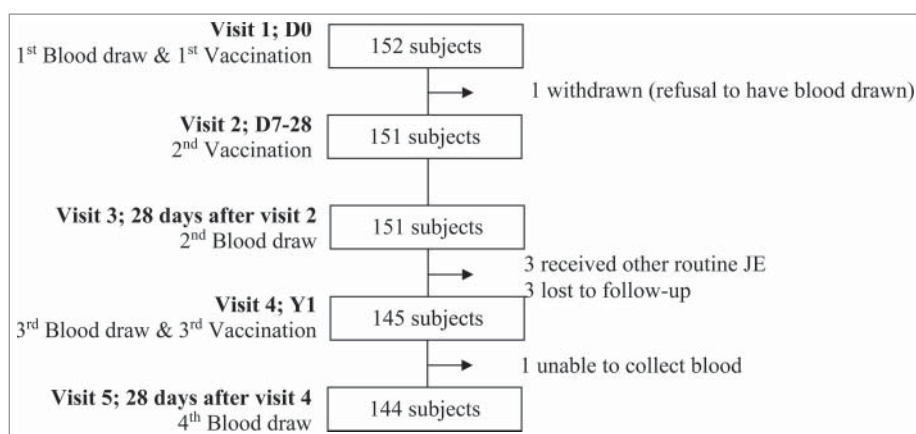 Visit 1; D0
1st Blood draw & 1st Vaccination
152 subjects
1 withdrawn (refusal to have blood drawn)
Visit 2; D7-28
2nd Vaccination
151 subjects
Visit 3; 28 days after visit 2
2nd Blood draw
151 subjects
3 received other routine JE
3 lost to follow-up
Visit 4; Y1
3rd Blood draw & 3rd Vaccination
145 subjects
1 unable to collect blood
Visit 5; 28 days after visit 4
4th Blood draw
144 subjects